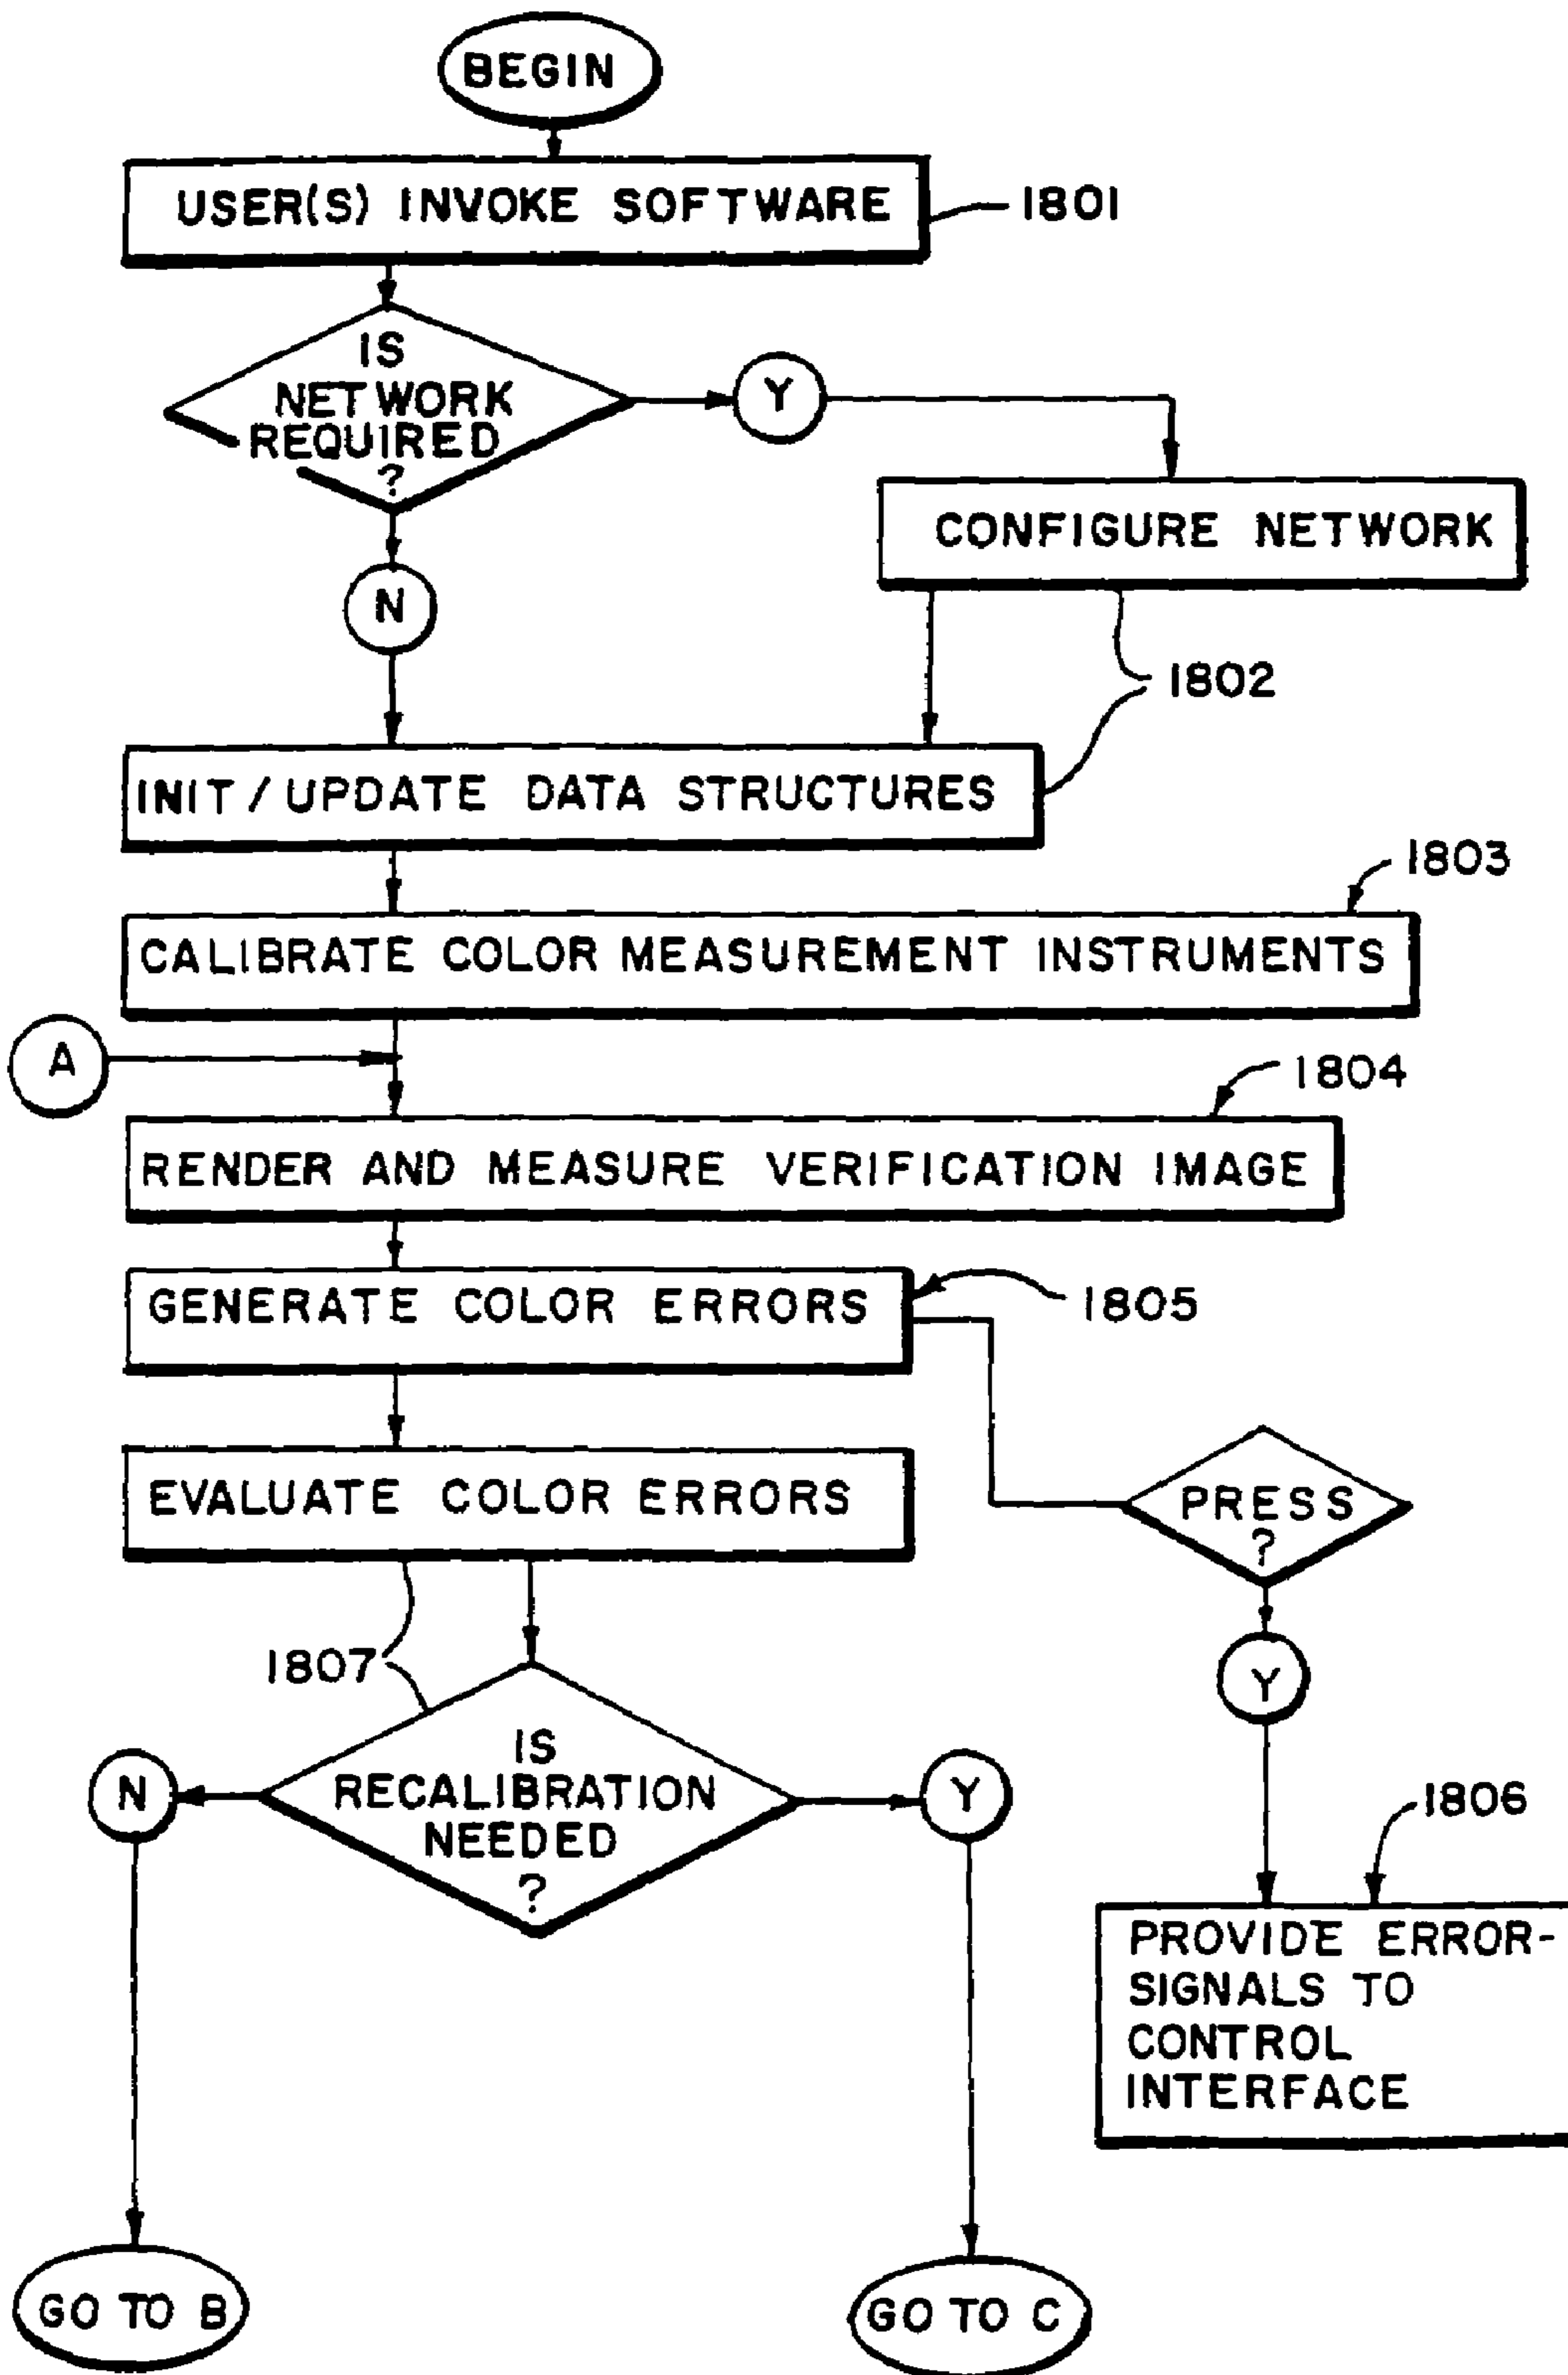 BEGIN
USER(S) INVOKE SOFTWARE
1801
IS
NETWORK
REQUIRED
?
Y
CONFIGURE NETWORK
N
1802
INIT / UPDATE DATA STRUCTURES
1803
CALIBRATE COLOR MEASUREMENT INSTRUMENTS
A
1804
RENDER AND MEASURE VERIFICATION IMAGE
GENERATE COLOR ERRORS
1805
EVALUATE COLOR ERRORS
PRESS
?
1807
Y
IS
RECALIBRATION
NEEDED
?
N
Y
1806
PROVIDE ERROR-
SIGNALS TO
CONTROL
INTERFACE
GO TO B
GO TO C